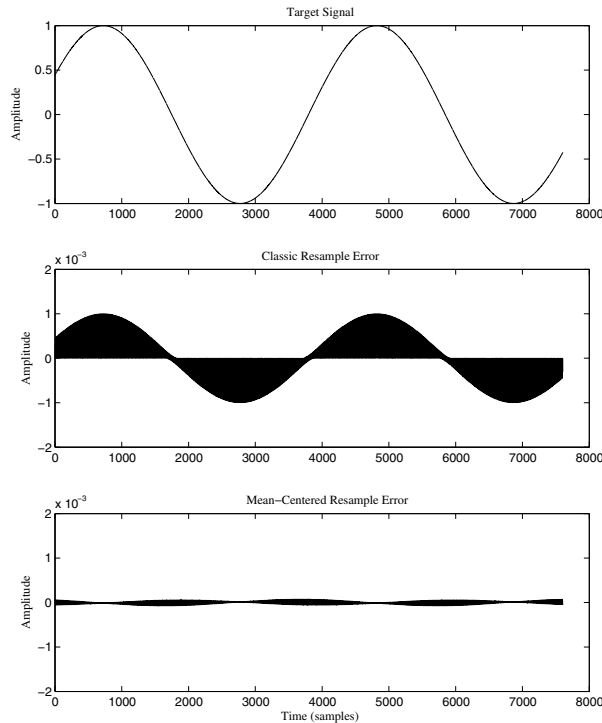 Target Signal
1
0.5
0
−0.5
−1
Amplitude
0 1000 2000 3000 4000 5000 6000 7000 8000
Classic Resample Error
x 10−3
2
1
0
−1
−2
Amplitude
0 1000 2000 3000 4000 5000 6000 7000 8000
Mean−Centered Resample Error
x 10−3
2
1
0
−1
−2
Amplitude
0 1000 2000 3000 4000 5000 6000 7000 8000
Time (samples)